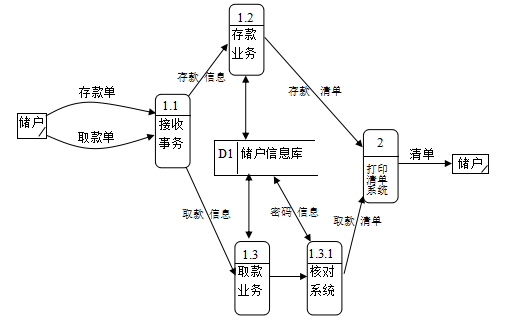 1.2
存款
业务
存款 信息
存款 清单
存款单
储户
取款单
1.1
接收
事务
D1 储户信息库
2
打印
清单
系统
清单
储户
取款 信息
密码 信息
取款 清单
1.3
取款
业务
1.3.1
核对
系统